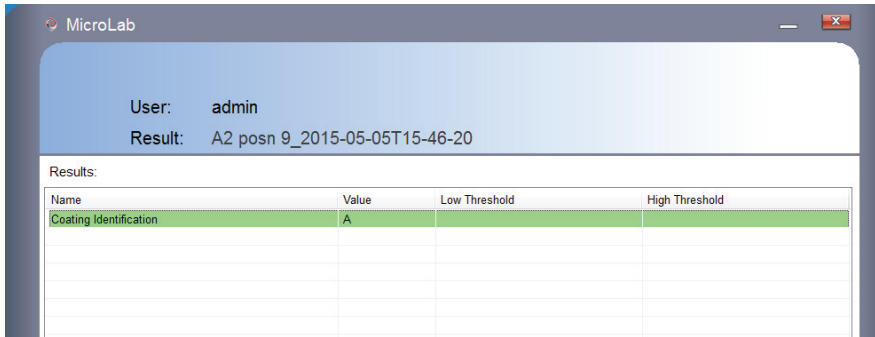 MicroLab
User: admin
Result: A2 posn 9_2015-05-05T15-46-20
Results:
Name Value Low Threshold High Threshold
Coating Identification A